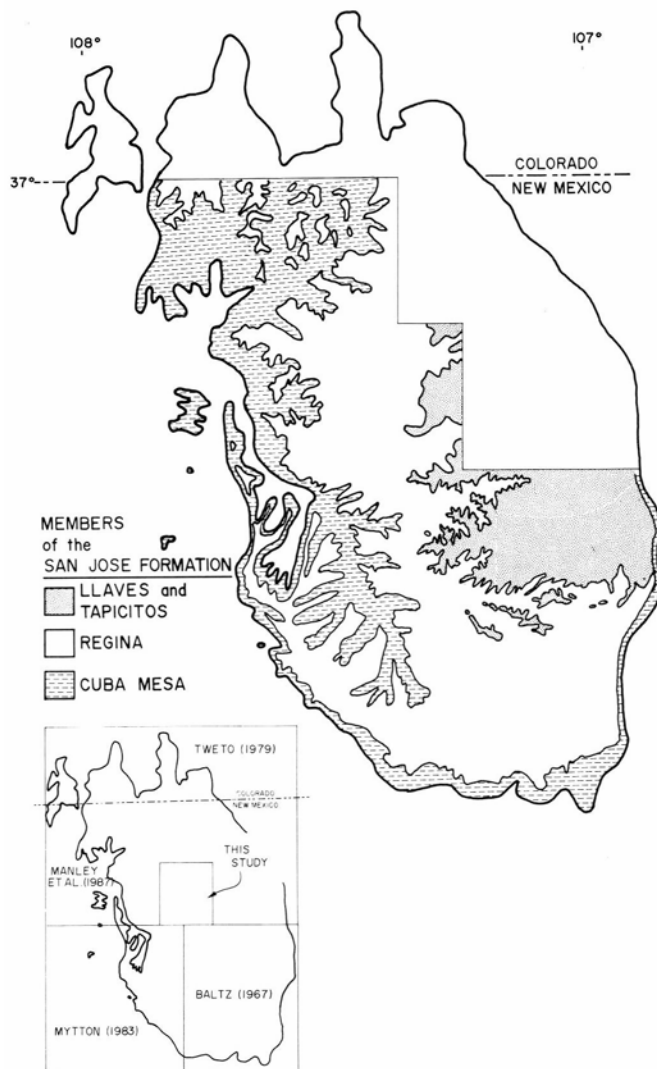 108°
107°
37°
COLORADO
NEW MEXICO
MEMBERS
of the
SAN JOSE FORMATION
LLAVES and
TAPICITOS
REGINA
CUBA MESA
TWETO (1979)
COLORADO
NEW MEXICO
THIS
STUDY
MANLEY
ET AL. (1987)
BALTZ (1967)
MYTTON (1983)